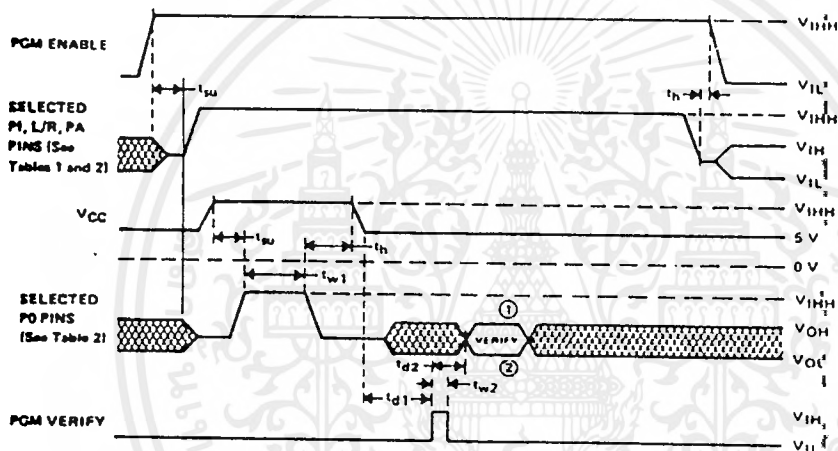 PGM ENABLE
VIHH
tsu
th
VIL
SELECTED
PI, L/R, PA
PINS (See
Tables 1 and 2)
VIHH
VIH
VIL
VCC
VIHH
tsu
th
5 V
0 V
tw1
SELECTED
PO PINS
(See Table 2)
VIHH
①
VOH
VERIFY
VOL
②
td2
tw2
td1
PGM VERIFY
VIH
VIL